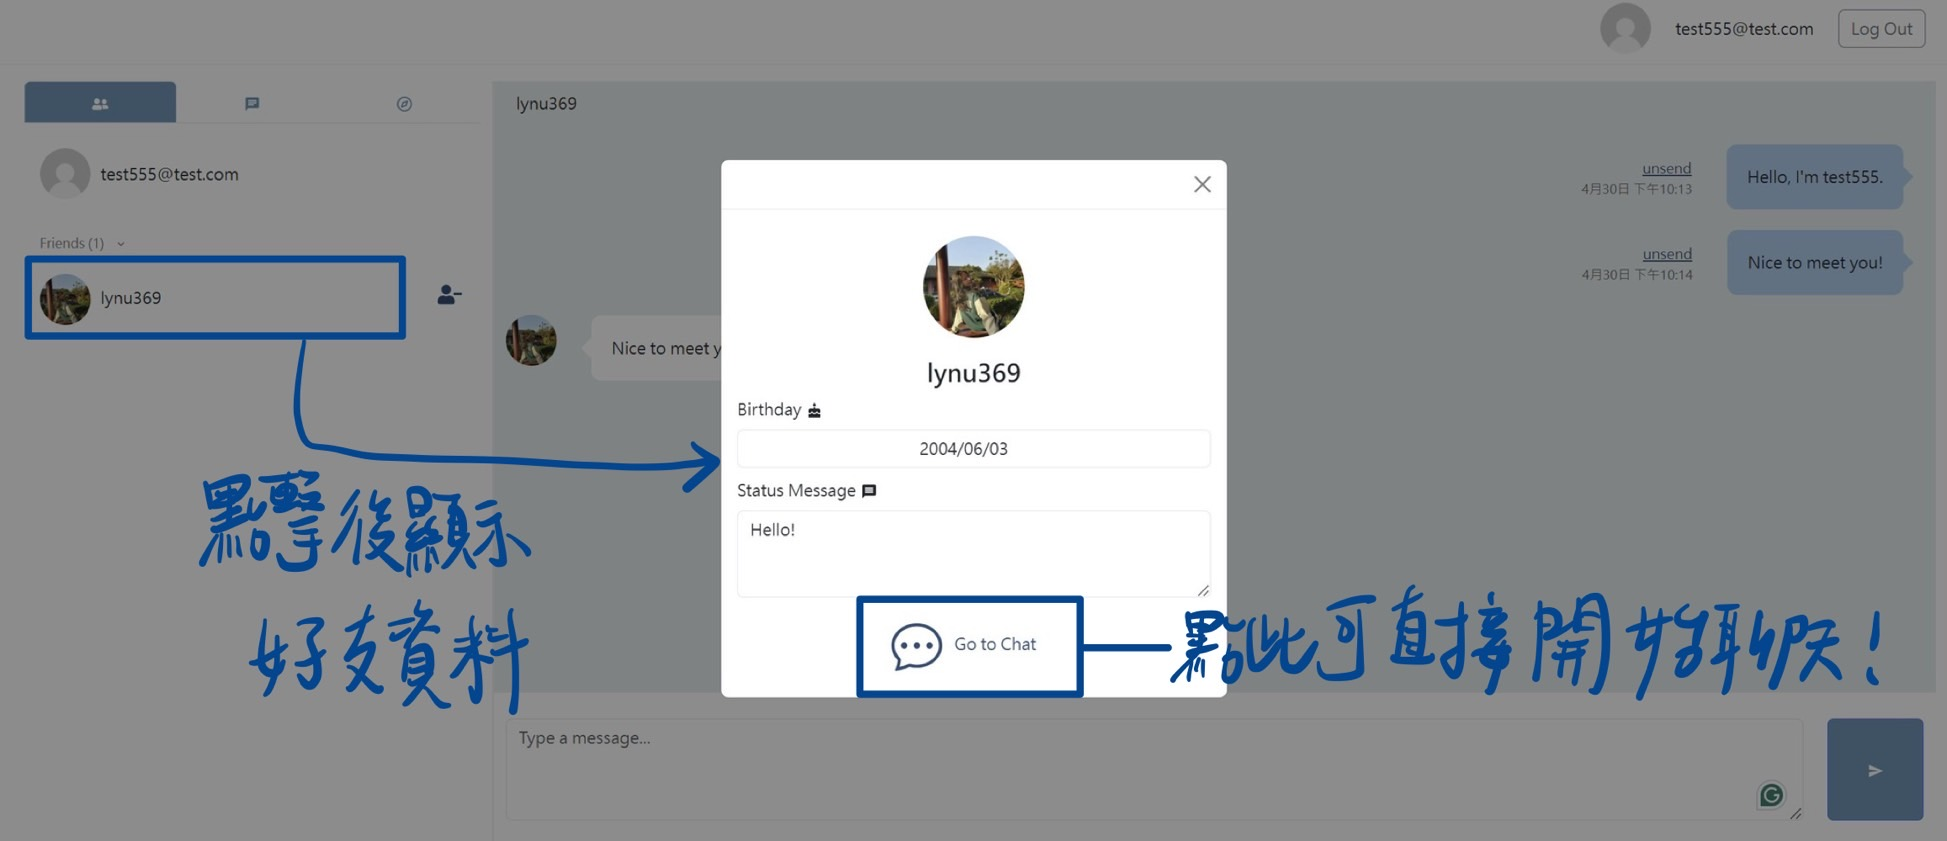 test555@test.com
Log Out
test555@test.com
Friends (1)
lynu369
點擊後顯示
好友資料
lynu369
unsend
4月30日 下午10:13
Hello, I'm test555.
unsend
4月30日 下午10:14
Nice to meet you!
Nice to meet y
lynu369
Birthday
2004/06/03
Status Message
Hello!
Go to Chat
點此可直接開始聊天!
Type a message...